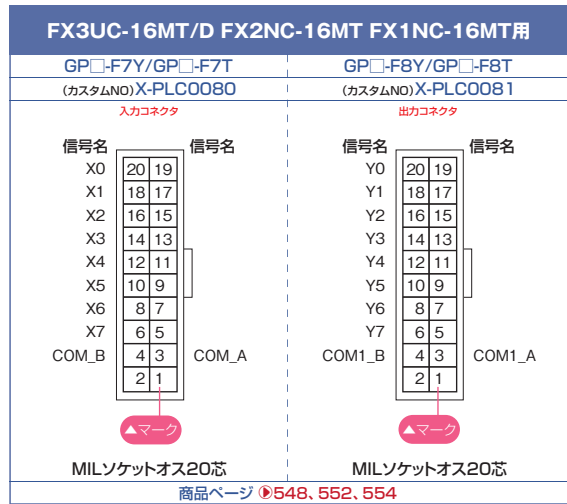 FX3UC-16MT/D FX2NC-16MT FX1NC-16MT用
GP□-F7Y/GP□-F7T
(カスタムNO)X-PLC0080
入力コネクタ
信号名 信号名
X0 20 19
X1 18 17
X2 16 15
X3 14 13
X4 12 11
X5 10 9
X6 8 7
X7 6 5
COM_B 4 3 COM_A
2 1
▲マーク
MILソケットオス20芯
GP□-F8Y/GP□-F8T
(カスタムNO)X-PLC0081
出力コネクタ
信号名 信号名
Y0 20 19
Y1 18 17
Y2 16 15
Y3 14 13
Y4 12 11
Y5 10 9
Y6 8 7
Y7 6 5
COM1_B 4 3 COM1_A
2 1
▲マーク
MILソケットオス20芯
商品ページ 548、552、554